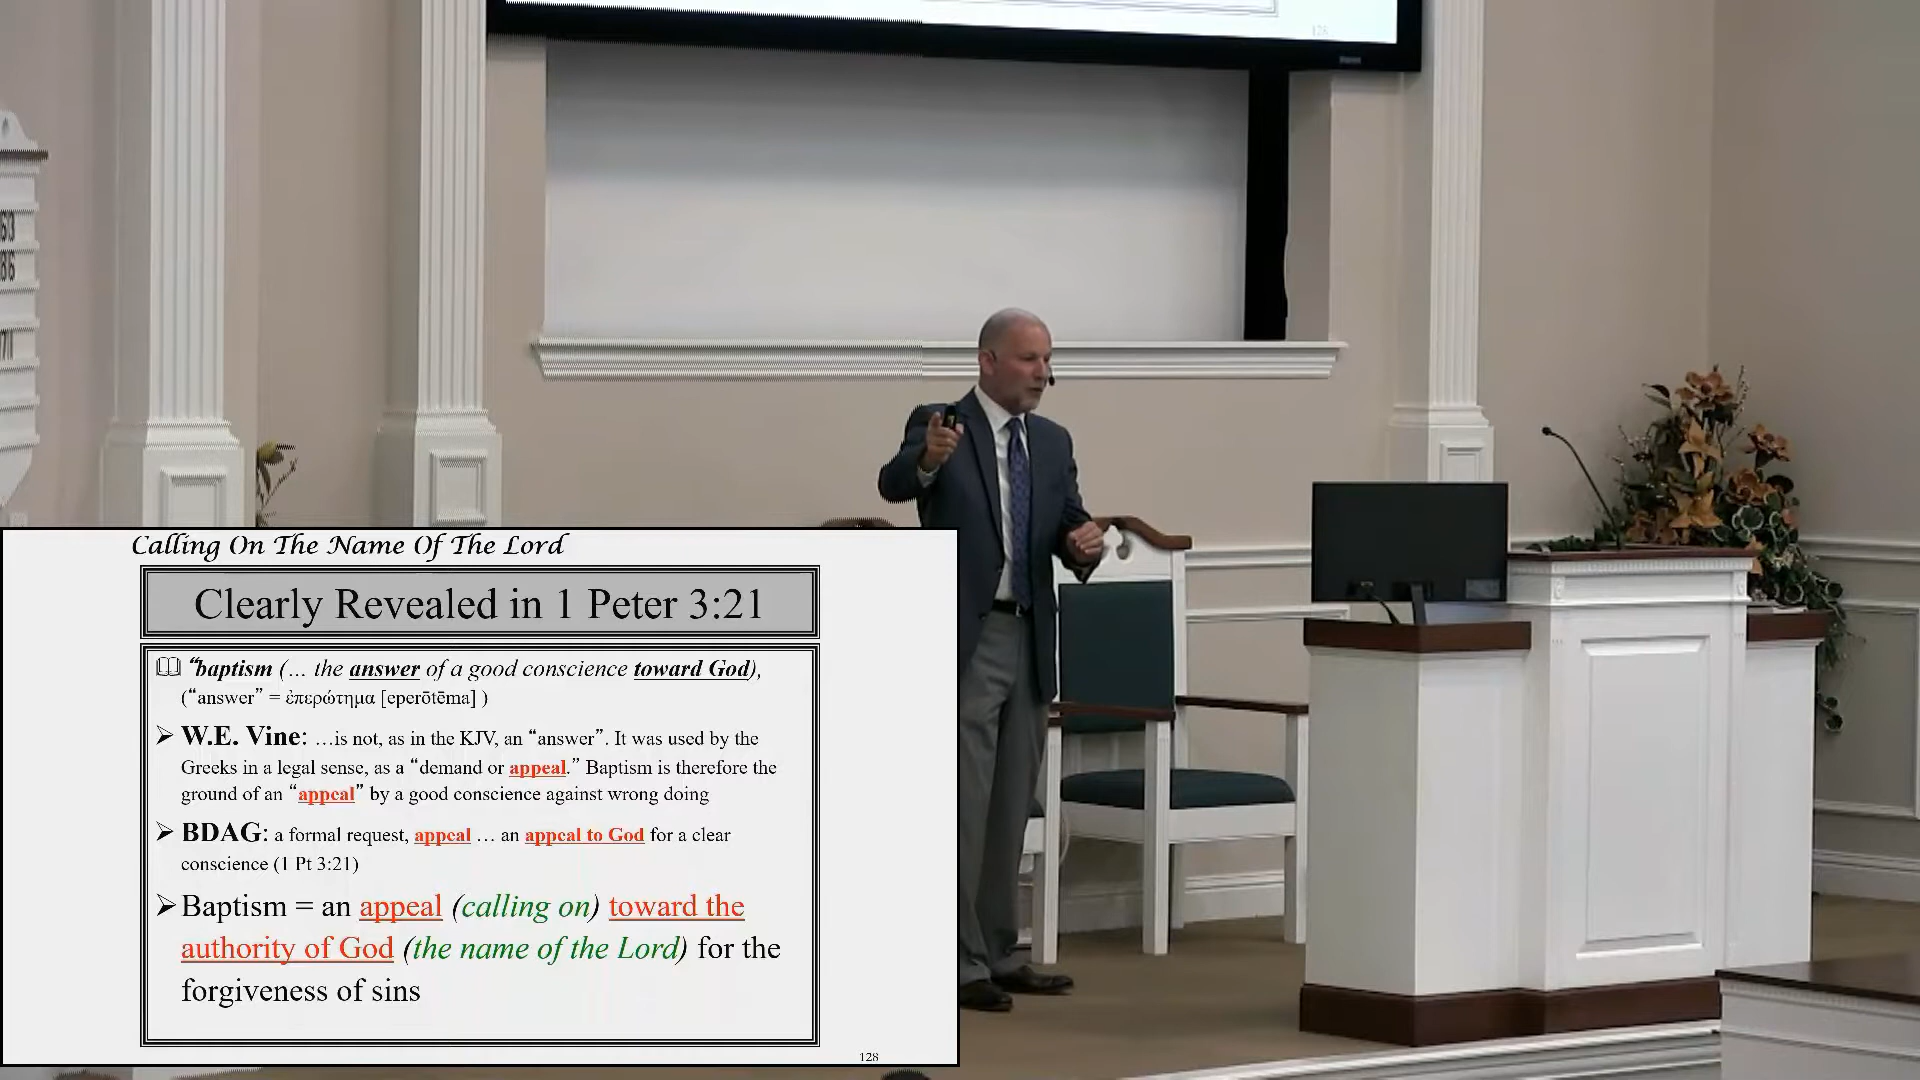 128
63
86
71
Calling On The Name Of The Lord
Clearly Revealed in 1 Peter 3:21
“baptism (… the answer of a good conscience toward God),
(“answer” = ἐπερώτημα [eperōtēma] )
➢ W.E. Vine: …is not, as in the KJV, an “answer”. It was used by the
Greeks in a legal sense, as a “demand or appeal.” Baptism is therefore the
ground of an “appeal” by a good conscience against wrong doing
➢ BDAG: a formal request, appeal … an appeal to God for a clear
conscience (1 Pt 3:21)
➢ Baptism = an appeal (calling on) toward the
authority of God (the name of the Lord) for the
forgiveness of sins
128